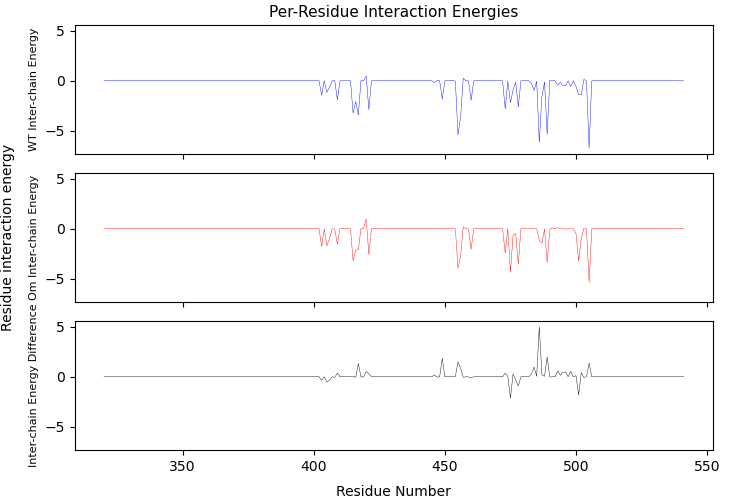 Per-Residue Interaction Energies
Residue interaction energy
WT Inter-chain Energy
5
0
−5
Om Inter-chain Energy
5
0
−5
Inter-chain Energy Difference
5
0
−5
350
400
450
500
550
Residue Number